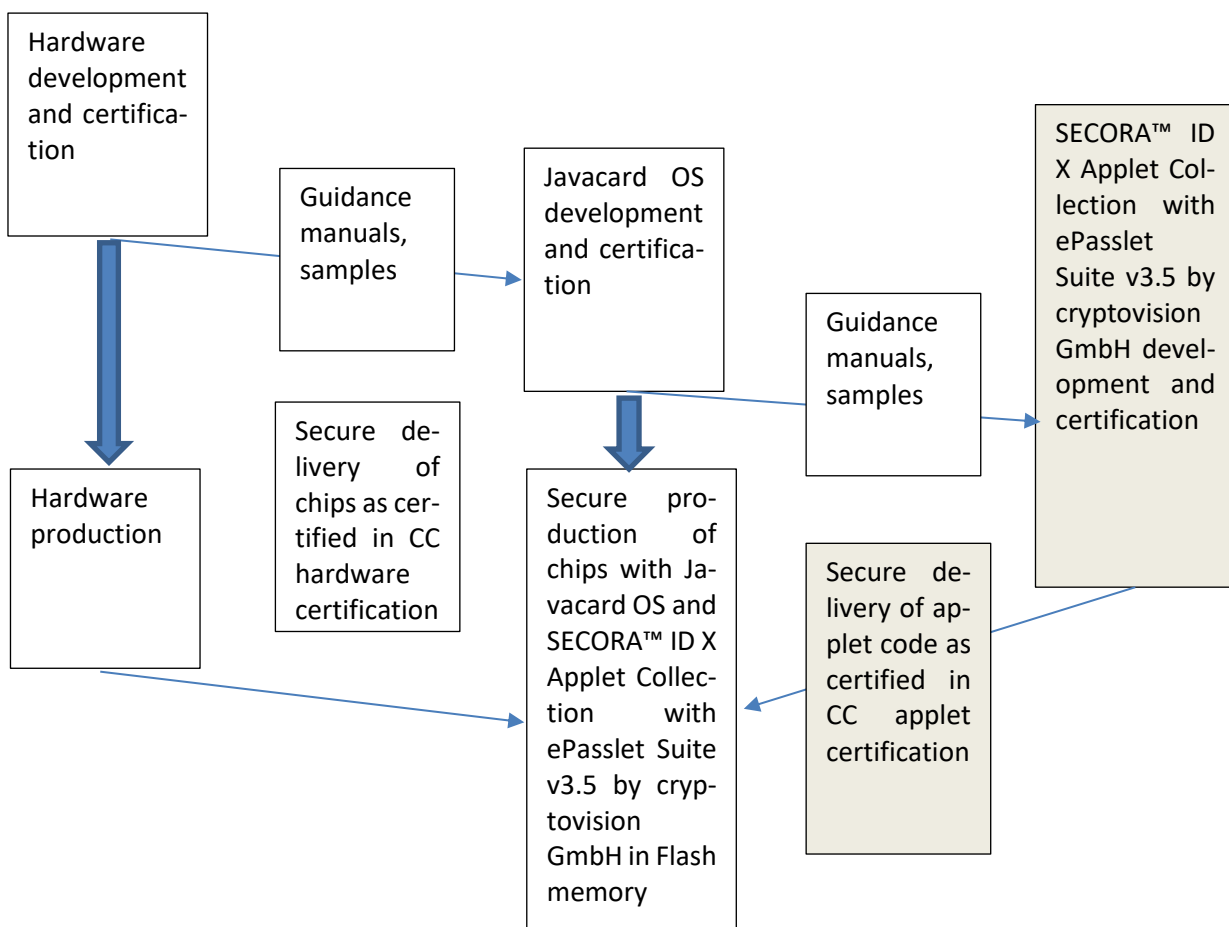 Hardware
development
and certifica-
tion
Guidance
manuals,
samples
Javacard OS
development
and certifica-
tion
SECORA™ ID
X Applet Col-
lection with
ePasslet
Suite v3.5 by
cryptovision
GmbH devel-
opment and
certification
Guidance
manuals,
samples
Hardware
production
Secure de-
livery of
chips as cer-
tified in CC
hardware
certification
Secure pro-
duction of
chips with Ja-
vacard OS and
SECORA™ ID X
Applet Collec-
tion with
ePasslet Suite
v3.5 by cryp-
tovision
GmbH in Flash
memory
Secure de-
livery of ap-
plet code as
certified in
CC applet
certification